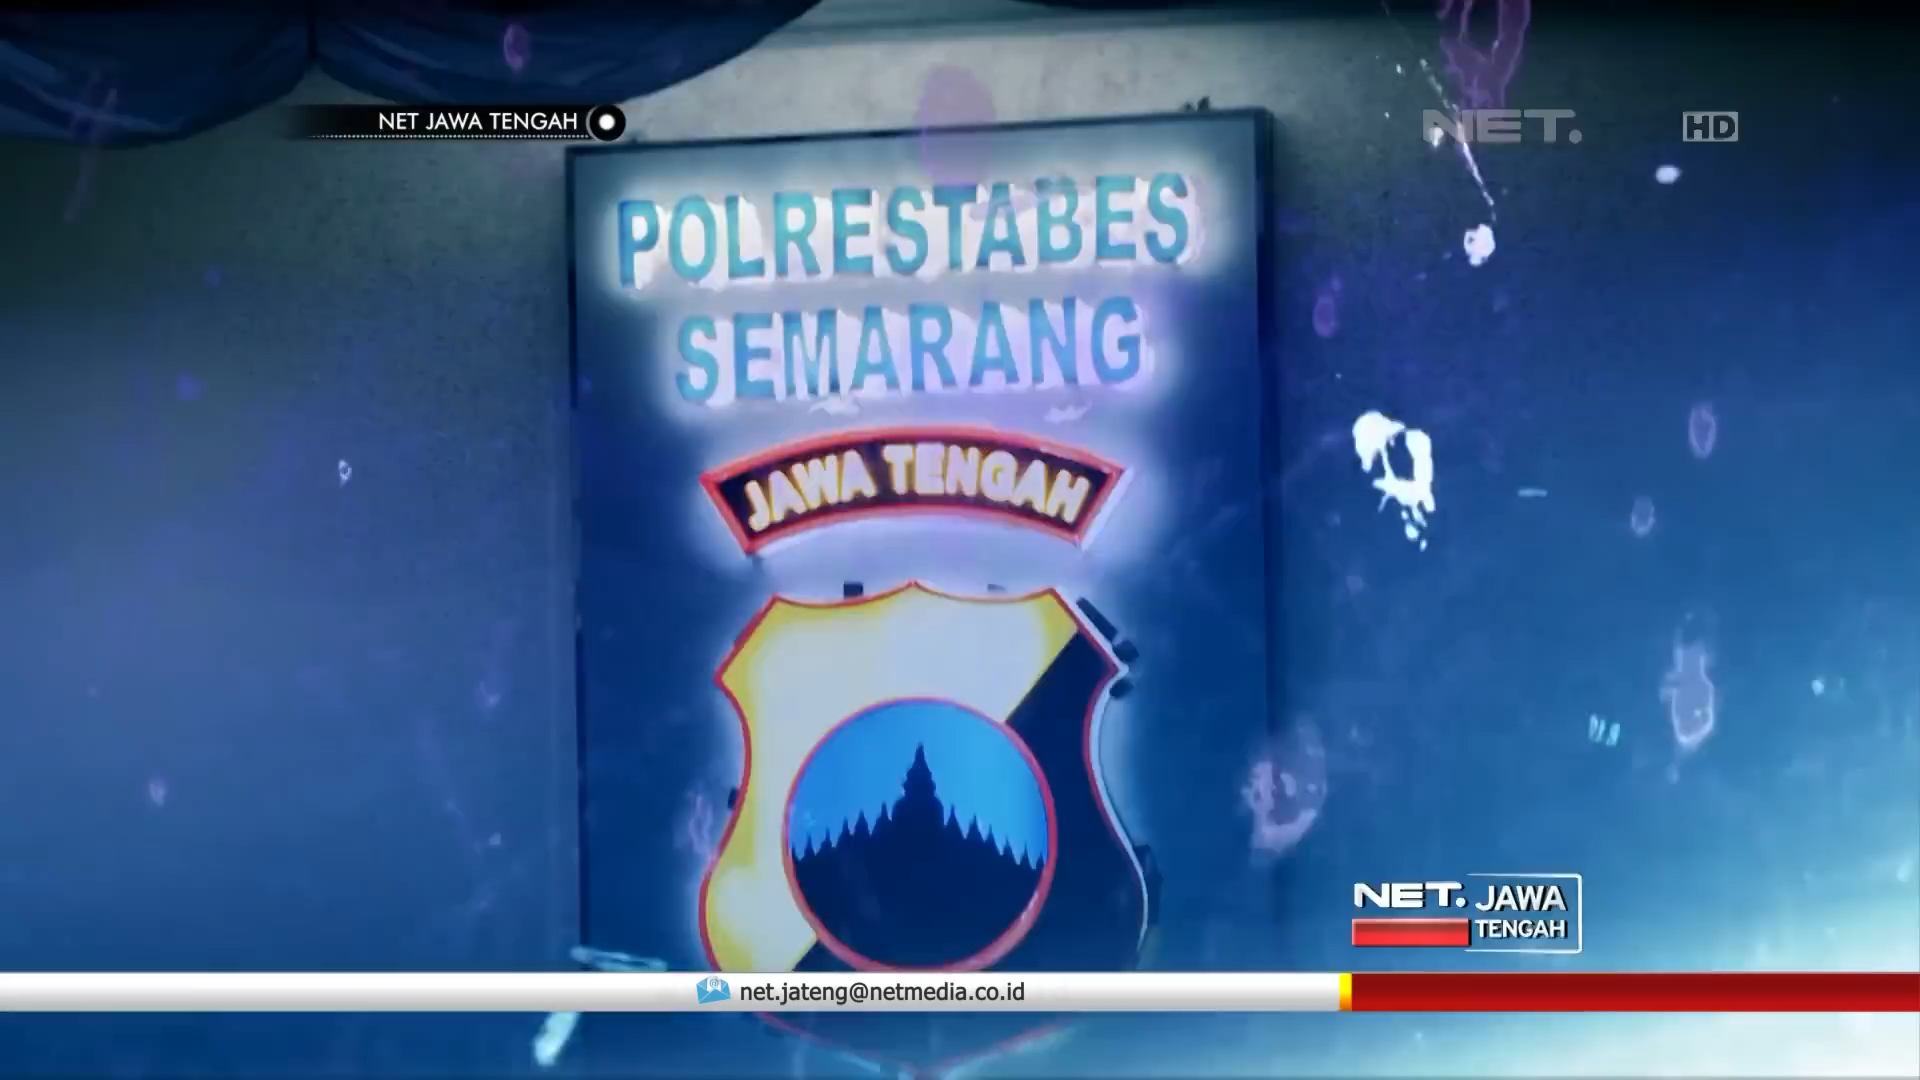 NET JAWA TENGAH
NET.
HD
POLRESTABES
SEMARANG
JAWA TENGAH
NET. JAWA
TENGAH
net.jateng@netmedia.co.id